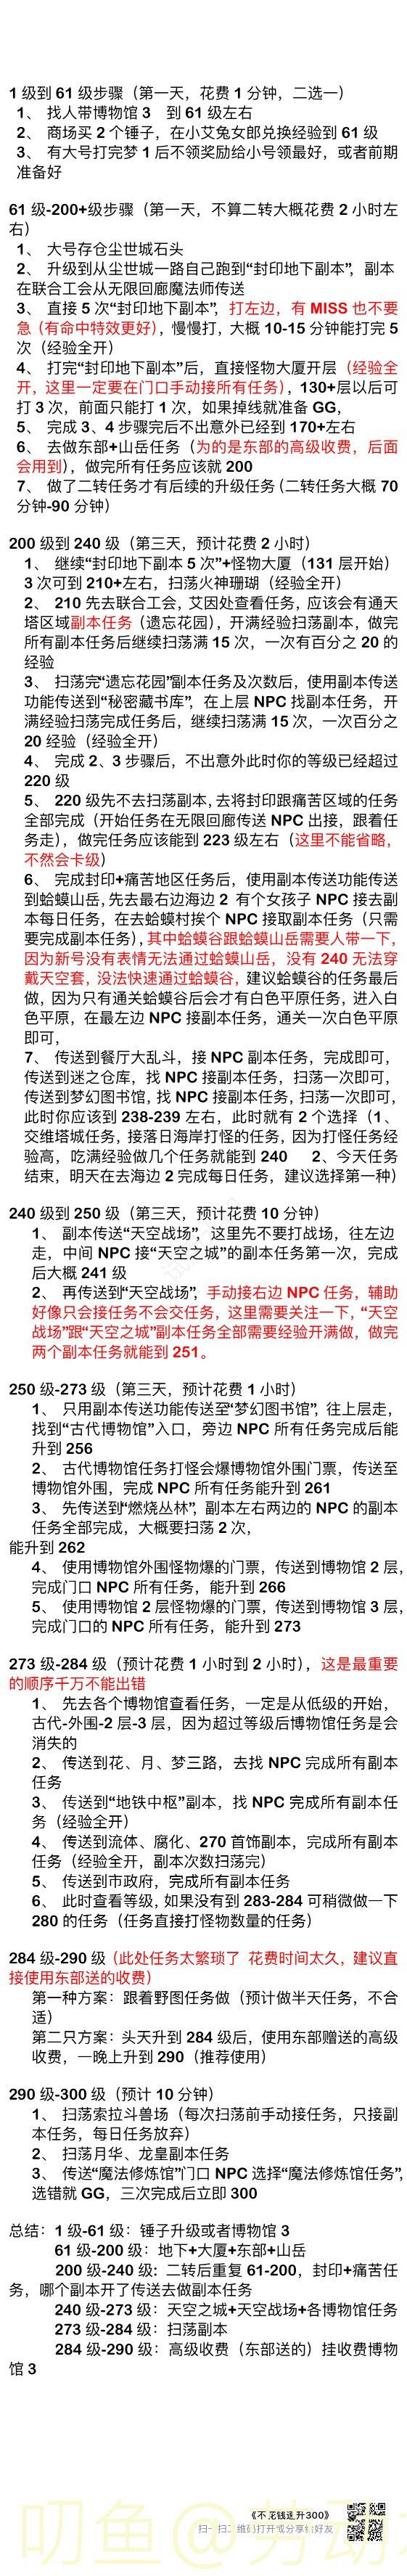 1 级到 61 级步骤（第一天，花费 1 分钟，二选一）
1、 找人带博物馆 3 到 61 级左右
2、 商场买 2 个锤子，在小艾兔女郎兑换经验到 61 级
3、 有大号打完梦 1 后不领奖励给小号领最好，或者前期
准备好
61 级-200+级步骤（第一天，不算二转大概花费 2 小时左
右）
1、 大号存仓尘世城石头
2、 升级到从尘世城一路自己跑到“封印地下副本”，副本
在联合工会从无限回廊魔法师传送
3、 直接 5 次“封印地下副本”，打左边，有 MISS 也不要
急（有命中特效更好），慢慢打，大概 10-15 分钟能打完 5
次（经验全开）
4、 打完“封印地下副本”后，直接怪物大厦开层（经验全
开，这里一定要在门口手动接所有任务），130+层以后可
打 3 次，前面只能打 1 次，如果掉线就准备 GG，
5、 完成 3、4 步骤完后不出意外已经到 170+左右
6、 去做东部+山岳任务（为的是东部的高级收费，后面
会用到），做完所有任务应该就 200
7、 做了二转任务才有后续的升级任务（二转任务大概 70
分钟-90 分钟）
200 级到 240 级（第三天，预计花费 2 小时）
1、 继续“封印地下副本 5 次”+怪物大厦（131 层开始）
3 次可到 210+左右，扫荡火神珊瑚（经验全开）
2、 210 先去联合工会，艾因处查看任务，应该会有通天
塔区域副本任务（遗忘花园），开满经验扫荡副本，做完
所有副本任务后继续扫荡满 15 次，一次有百分之 20 的
经验
3、 扫荡完“遗忘花园”副本任务及次数后，使用副本传送
功能传送到“秘密藏书库”，在上层 NPC 找副本任务，开
满经验扫荡完成任务后，继续扫荡满 15 次，一次百分之
20 经验（经验全开）
4、 完成 2、3 步骤后，不出意外此时你的等级已经超过
220 级
5、 220 级先不去扫荡副本，去将封印跟痛苦区域的任务
全部完成（开始任务在无限回廊传送 NPC 出接，跟着任
务走），做完任务应该能到 223 级左右（这里不能省略，
不然会卡级）
6、 完成封印+痛苦地区任务后，使用副本传送功能传送
到蛤蟆山岳，先去最右边海边 2 有个女孩子 NPC 接去副
本每日任务，在去蛤蟆村挨个 NPC 接取副本任务（只需
要完成副本任务），其中蛤蟆谷跟蛤蟆山岳需要人带一下，
因为新号没有表情无法通过蛤蟆山岳，没有 240 无法穿
戴天空套，没法快速通过蛤蟆谷，建议蛤蟆谷的任务最后
做，因为只有通关蛤蟆谷后会才有白色平原任务，进入白
色平原，在最左边 NPC 接副本任务，通关一次白色平原
即可，
7、 传送到餐厅大乱斗，接 NPC 副本任务，完成即可，
传送到迷之仓库，找 NPC 接副本任务，扫荡一次即可，
传送到梦幻图书馆，找 NPC 接副本任务，扫荡一次即可，
此时你应该到 238-239 左右，此时就有 2 个选择（1、
交维塔城任务，接落日海岸打怪的任务，因为打怪任务经
验高，吃满经验做几个任务就能到 240 2、今天任务
结束，明天在去海边 2 完成每日任务，建议选择第一种）
240 级到 250 级（第三天，预计花费 10 分钟）
1、 副本传送“天空战场”，这里先不要打战场，往左边
走，中间 NPC 接“天空之城”的副本任务第一次，完成
后大概 241 级
2、 再传送到“天空战场”，手动接右边 NPC 任务，辅助
好像只会接任务不会交任务，这里需要关注一下，“天空
战场”跟“天空之城”副本任务全部需要经验开满做，做完
两个副本任务就能到 251。
250 级-273 级（第三天，预计花费 1 小时）
1、 只用副本传送功能传送至“梦幻图书馆”，往上层走，
找到“古代博物馆”入口，旁边 NPC 所有任务完成后能
升到 256
2、 古代博物馆任务打怪会爆博物馆外围门票，传送至
博物馆外围，完成 NPC 所有任务能升到 261
3、 先传送到“燃烧丛林”，副本左右两边的 NPC 的副本
任务全部完成，大概要扫荡 2 次，
能升到 262
4、 使用博物馆外围怪物爆的门票，传送到博物馆 2 层，
完成门口 NPC 所有任务，能升到 266
5、 使用博物馆 2 层怪物爆的门票，传送到博物馆 3 层，
完成门口的 NPC 所有任务，能升到 273
273 级-284 级（预计花费 1 小时到 2 小时），这是最重要
的顺序千万不能出错
1、 先去各个博物馆查看任务，一定是从低级的开始，
古代-外围-2 层-3 层，因为超过等级后博物馆任务是会
消失的
2、 传送到花、月、梦三路，去找 NPC 完成所有副本
任务
3、 传送到“地铁中枢”副本，找 NPC 完成所有副本任
务（经验全开）
4、 传送到流体、腐化、270 首饰副本，完成所有副本
任务（经验全开，副本次数扫荡完）
5、 传送到市政府，完成所有副本任务
6、 此时查看等级，如果没有到 283-284 可稍微做一下
280 的任务（任务直接打怪物数量的任务）
284 级-290 级（此处任务太繁琐了 花费时间太久，建议直
接使用东部送的收费）
第一种方案：跟着野图任务做（预计做半天任务，不合
适）
第二只方案：头天升到 284 级后，使用东部赠送的高级
收费，一晚上升到 290（推荐使用）
290 级-300 级（预计 10 分钟）
1、 扫荡索拉斗兽场（每次扫荡前手动接任务，只接副
本任务，每日任务放弃）
2、 扫荡月华、龙皇副本任务
3、 传送“魔法修炼馆”门口 NPC 选择“魔法修炼馆任务”，
选错就 GG，三次完成后立即 300
总结：1 级-61 级：锤子升级或者博物馆 3
61 级-200 级：地下+大厦+东部+山岳
200 级-240 级: 二转后重复 61-200，封印+痛苦任
务，哪个副本开了传送去做副本任务
240 级-273 级：天空之城+天空战场+各博物馆任务
273 级-284 级：扫荡副本
284 级-290 级：高级收费（东部送的）挂收费博物
馆 3
《不花钱速升300》
扫一扫二维码打开或分享给好友
叨鱼@劳动